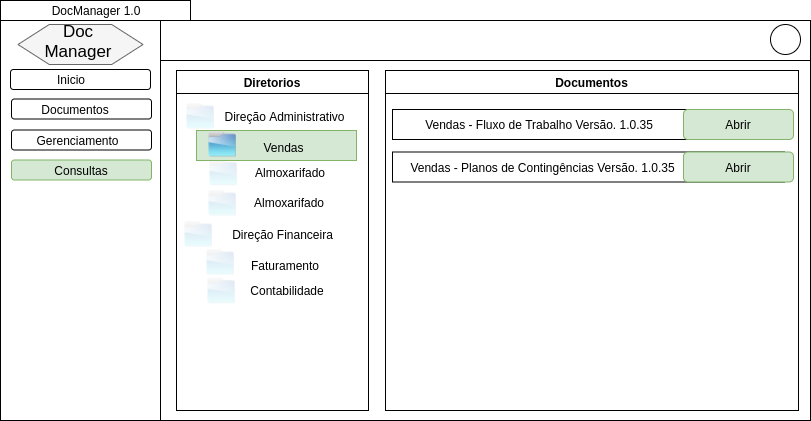 DocManager 1.0
Doc
Manager
Inicio
Documentos
Gerenciamento
Consultas
Diretorios
Direção Administrativo
Vendas
Almoxarifado
Almoxarifado
Direção Financeira
Faturamento
Contabilidade
Documentos
Vendas - Fluxo de Trabalho Versão. 1.0.35
Abrir
Vendas - Planos de Contingências Versão. 1.0.35
Abrir